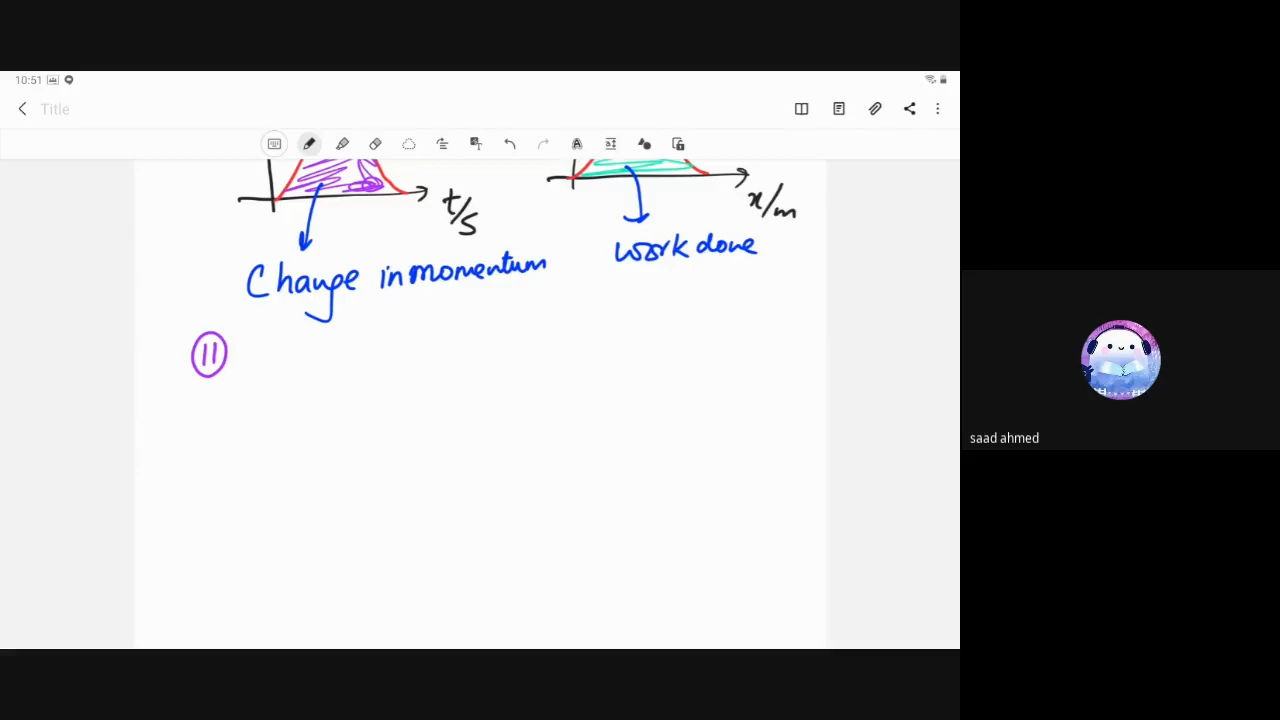 10:51
Title
t/s
x/m
work done
Change in momentum
11
saad ahmed